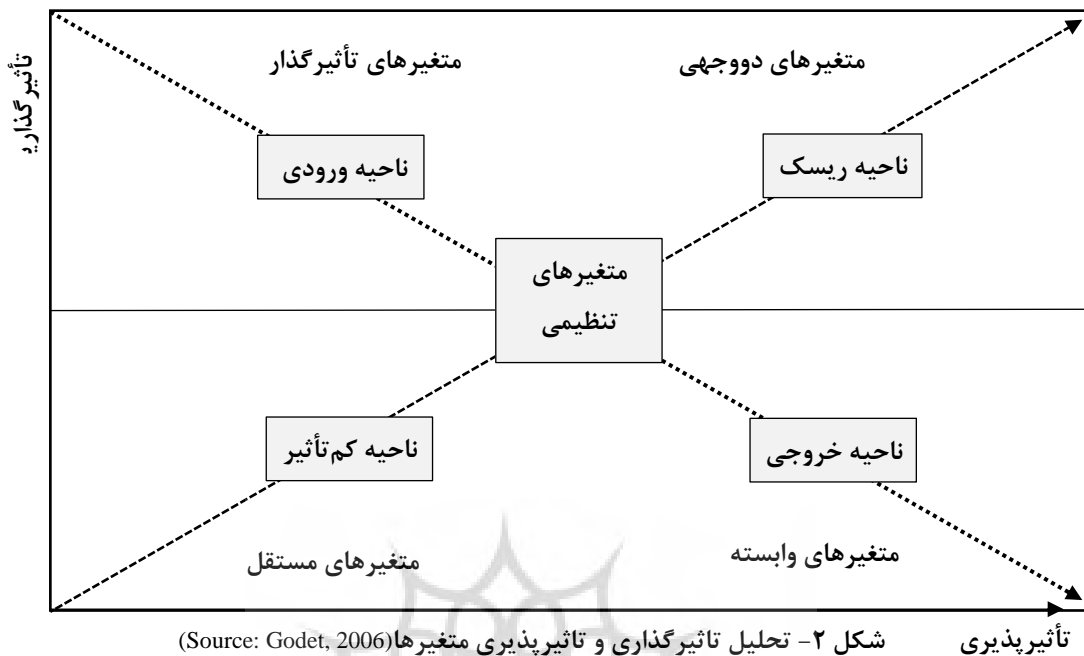 متغیرهای دووجهی
متغیرهای تأثیرگذار
تأثیرگذاری
ناحیه ریسک
ناحیه ورودی
متغیرهای
تنظیمی
ناحیه خروجی
ناحیه کم‌تأثیر
متغیرهای وابسته
متغیرهای مستقل
تأثیرپذیری
شکل ۲- تحلیل تاثیرگذاری و تاثیرپذیری متغیرها(Source: Godet, 2006)